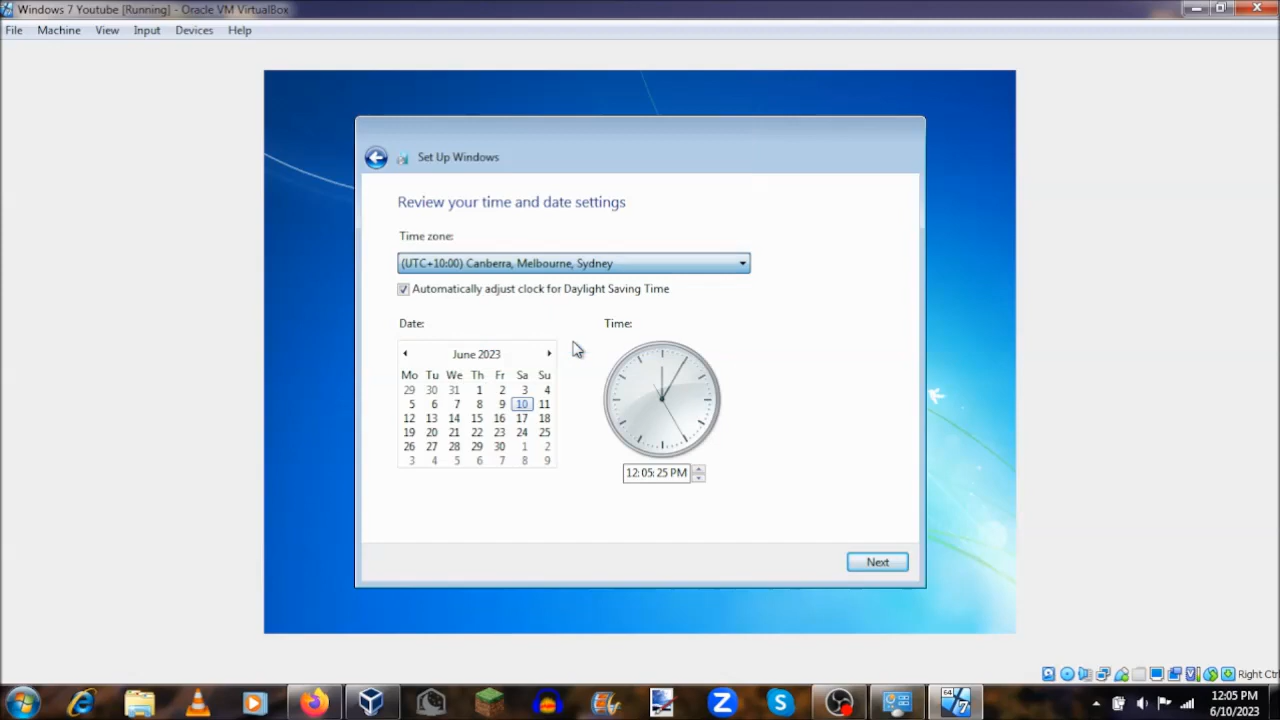 Windows 7 Youtube [Running] - Oracle VM VirtualBox
File Machine View Input Devices Help
Set Up Windows
Review your time and date settings
Time zone:
(UTC+10:00) Canberra, Melbourne, Sydney
Automatically adjust clock for Daylight Saving Time
Date: Time:
June 2023
Mo Tu We Th Fr Sa Su
29 30 31 1 2 3 4
5 6 7 8 9 10 11
12 13 14 15 16 17 18
19 20 21 22 23 24 25
26 27 28 29 30 1 2
3 4 5 6 7 8 9
12:05:25 PM
Next
Right Ctrl
64
7
12:05 PM
6/10/2023